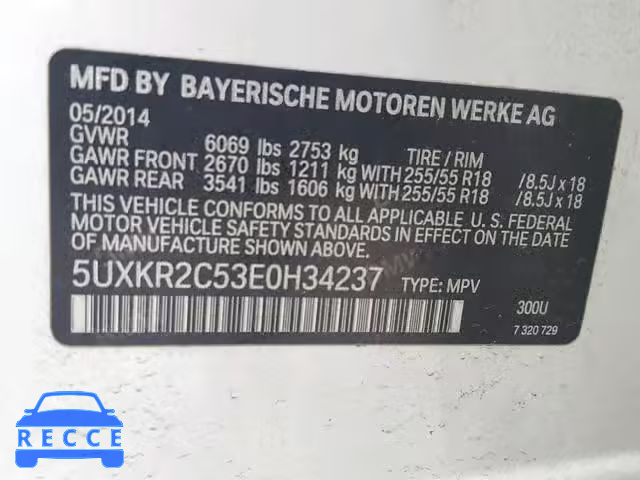 MFD BY BAYERISCHE MOTOREN WERKE AG
05/2014
GVWR 6069 lbs 2753 kg TIRE / RIM
GAWR FRONT 2670 lbs 1211 kg WITH 255/55 R18 /8.5J x 18
GAWR REAR 3541 lbs 1606 kg WITH 255/55 R18 /8.5J x 18
THIS VEHICLE CONFORMS TO ALL APPLICABLE U. S. FEDERAL
MOTOR VEHICLE SAFETY STANDARDS IN EFFECT ON THE DATE
OF MANUFACTURE SHOWN ABOVE.
5UXKR2C53E0H34237 TYPE: MPV
300U
7 320 729
RECCE